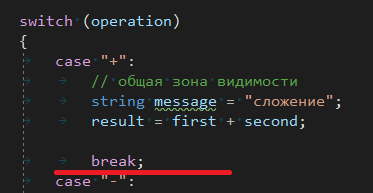 switch (operation)
{
case "+":
// общая зона видимости
string message = "сложение";
result = first + second;
break;
case "-":